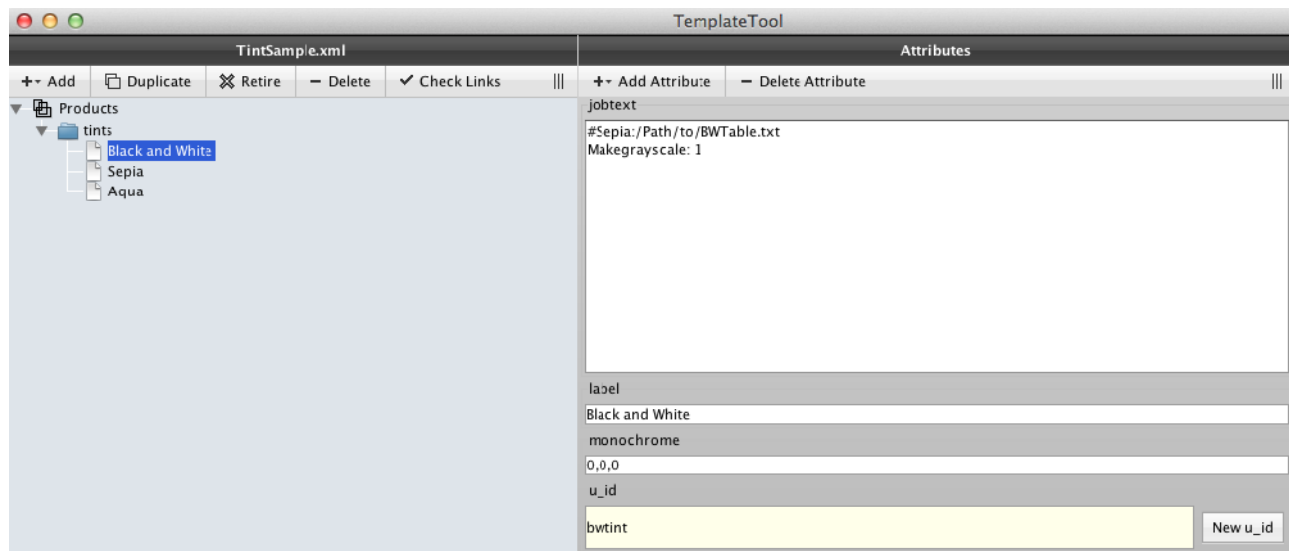 TemplateTool
TintSample.xml
Attributes
+ Add
Duplicate
Retire
− Delete
Check Links
+ Add Attribute
− Delete Attribute
Products
tints
Black and White
Sepia
Aqua
jobtext
#Sepia:/Path/to/BWTable.txt
Makegrayscale: 1
label
Black and White
monochrome
0,0,0
u_id
bwtint
New u_id